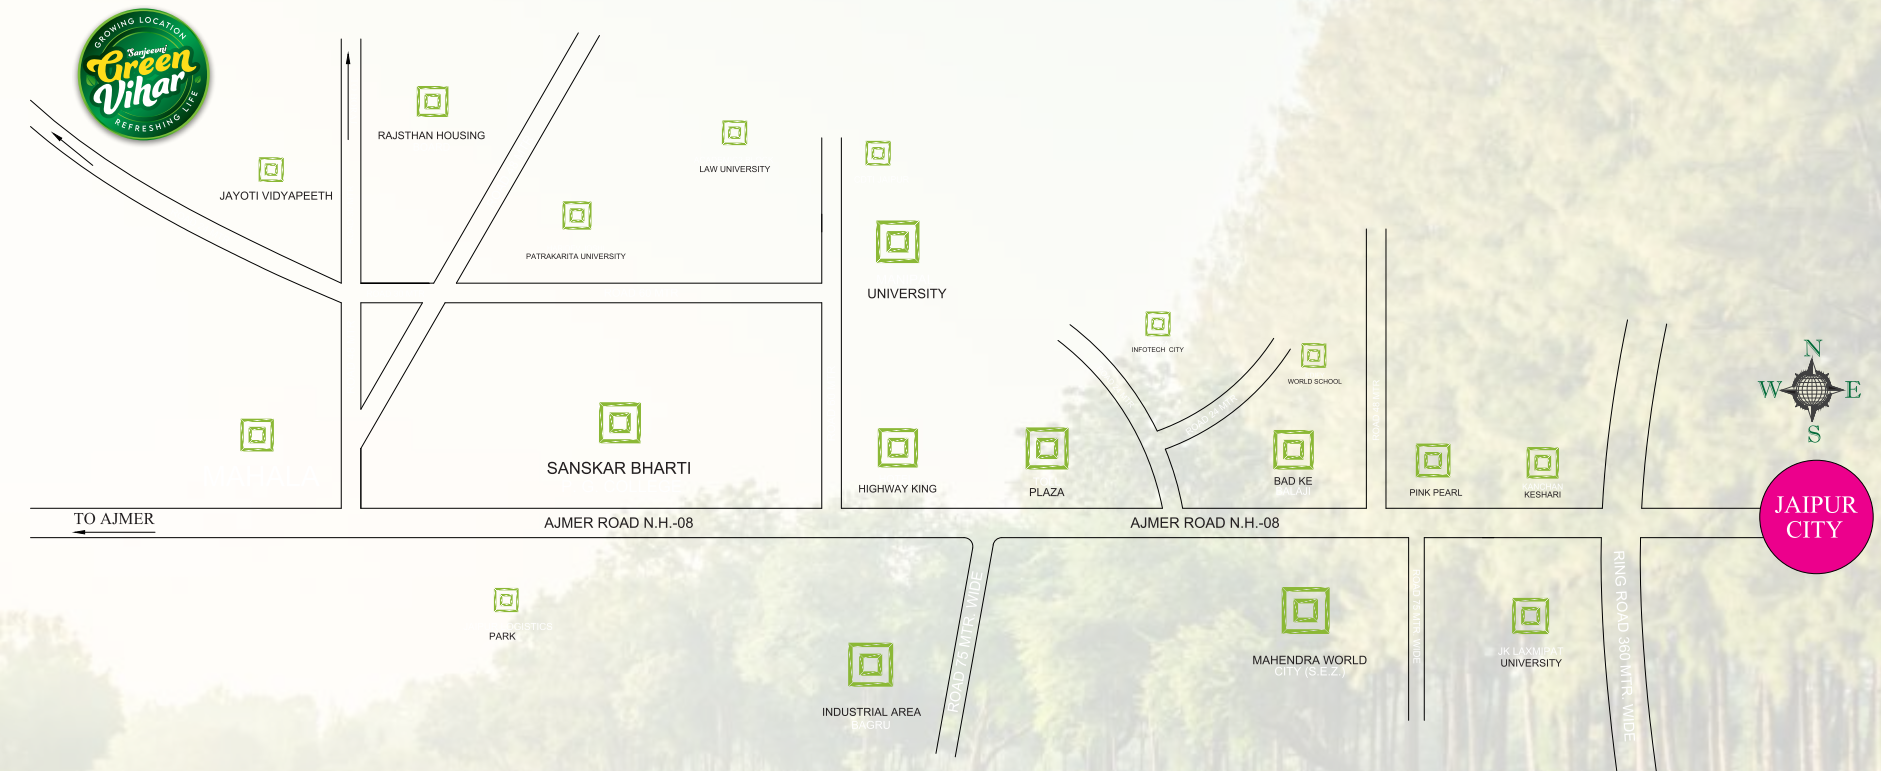 GROWING LOCATION
Sanjeevni
Green
Vihar
REFRESHING LIFE
RAJSTHAN HOUSING
JAYOTI VIDYAPEETH
LAW UNIVERSITY
PATRAKARITA UNIVERSITY
UNIVERSITY
INFOTECH CITY
WORLD SCHOOL
N
W E
S
SANSKAR BHARTI
HIGHWAY KING
PLAZA
BAD KE
BALAJI
PINK PEARL
KESHARI
JAIPUR
CITY
TO AJMER
AJMER ROAD N.H.-08
AJMER ROAD N.H.-08
LOGISTICS
PARK
ROAD 75 MTR. WIDE
INDUSTRIAL AREA
BAGRU
MAHENDRA WORLD
CITY (S.E.Z.)
JK LAXMIPAT
UNIVERSITY
RING ROAD 360 MTR. WIDE